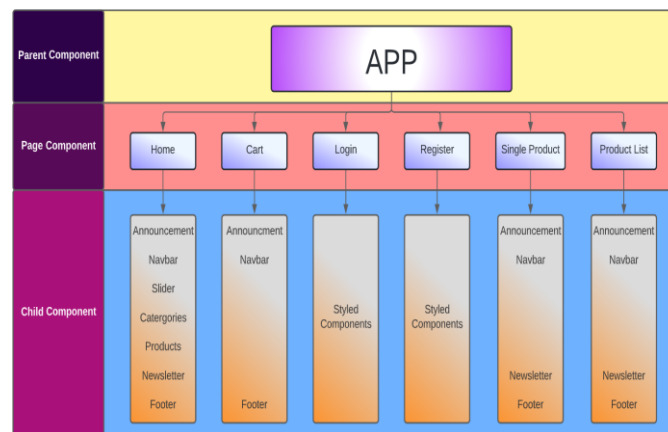 Parent Component
APP
Page Component
Home
Cart
Login
Register
Single Product
Product List
Child Component
Announcement
Navbar
Slider
Catergories
Products
Newsletter
Footer
Announcment
Navbar
Footer
Styled
Components
Styled
Components
Announcement
Navbar
Newsletter
Footer
Announcement
Navbar
Newsletter
Footer